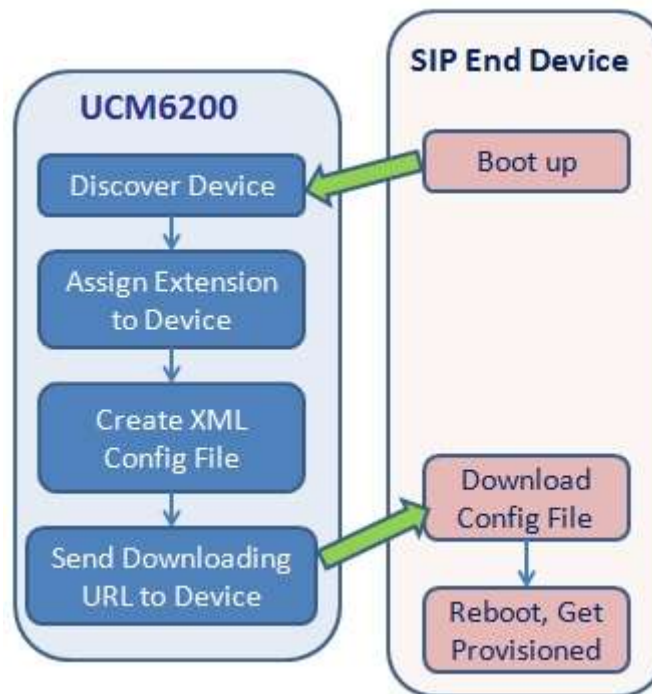 UCM6200
Discover Device
Assign Extension
to Device
Create XML
Config File
Send Downloading
URL to Device
SIP End Device
Boot up
Download
Config File
Reboot, Get
Provisioned